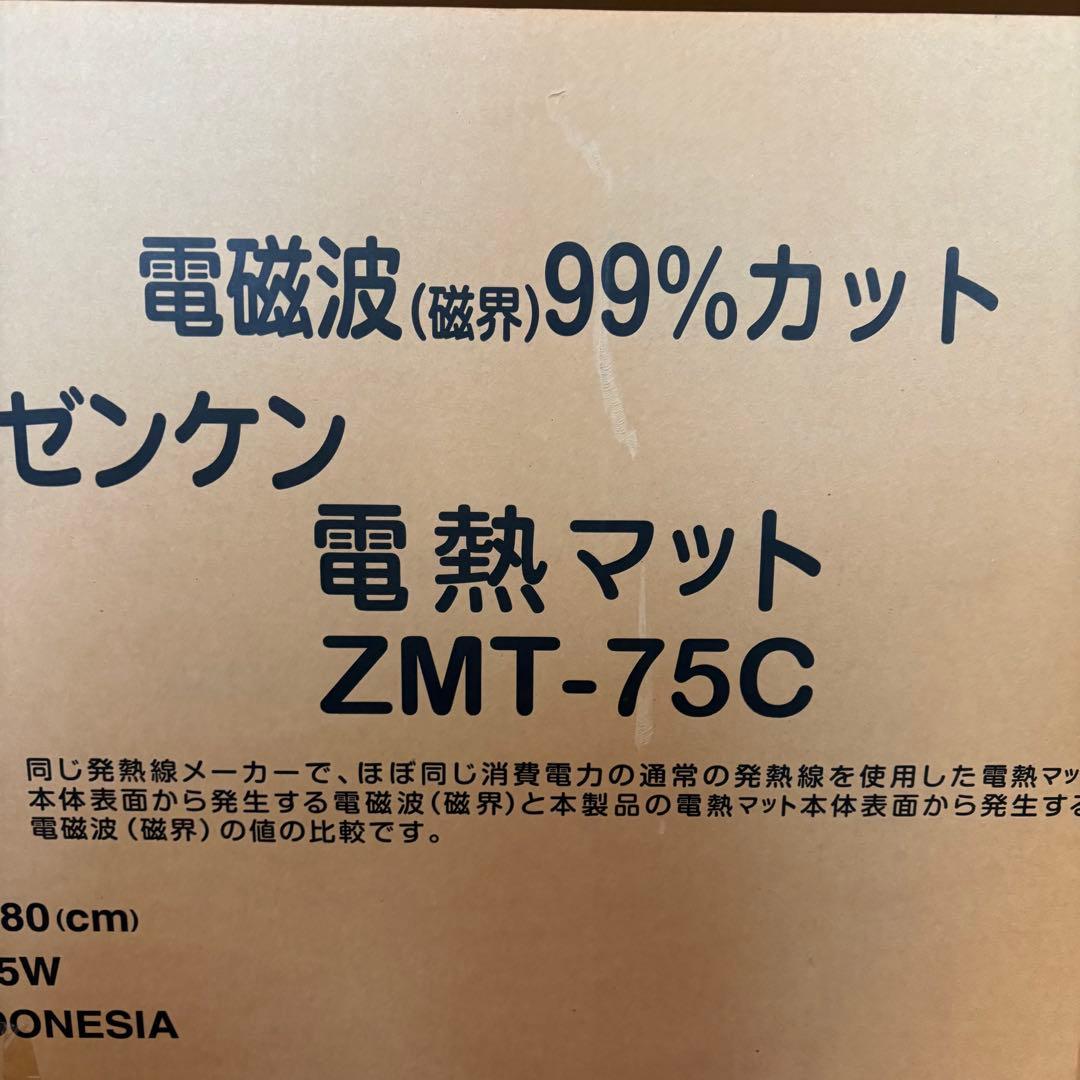 電磁波(磁界)99%カット
ゼンケン
電熱マット
ZMT-75C
同じ発熱線メーカーで、ほぼ同じ消費電力の通常の発熱線を使用した電熱マッ
本体表面から発生する電磁波(磁界)と本製品の電熱マット本体表面から発生する
電磁波(磁界)の値の比較です。
80(cm)
5W
ONESIA